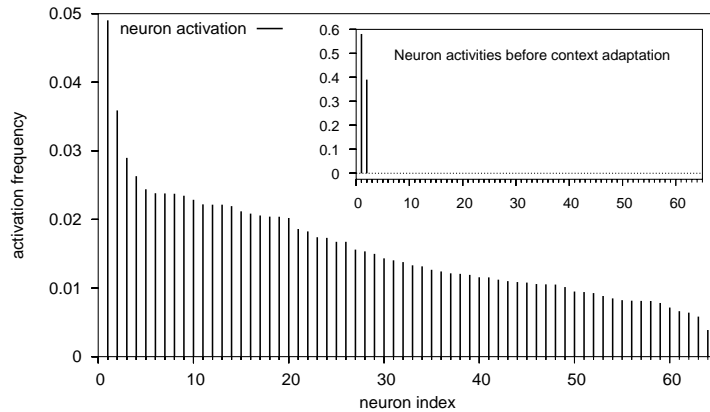 0.05
0.04
0.03
0.02
0.01
0
activation frequency
neuron activation
0.6
0.5
0.4
0.3
0.2
0.1
0
Neuron activities before context adaptation
0 10 20 30 40 50 60
0 10 20 30 40 50 60
neuron index